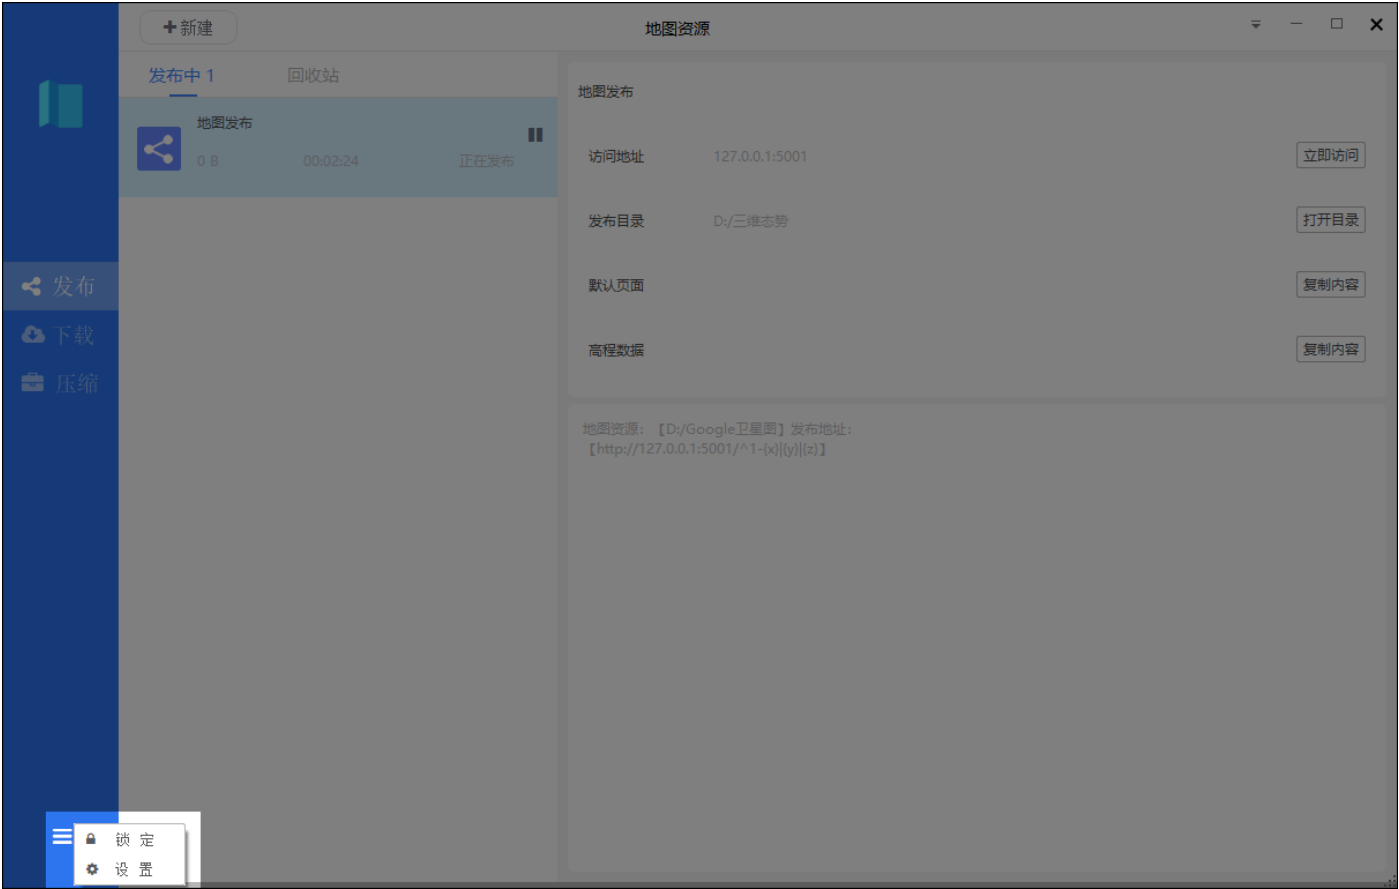 新建
地图资源
发布中 1
回收站
地图发布
0 B
00:02:24
正在发布
发布
下载
压缩
地图发布
访问地址 127.0.0.1:5001 立即访问
发布目录 D:/三维态势 打开目录
默认页面 复制内容
高程数据 复制内容
地图资源：【D:/Google卫星图】发布地址：
【http://127.0.0.1:5001/^1-{x}|{y}|{z}】
锁 定
设 置